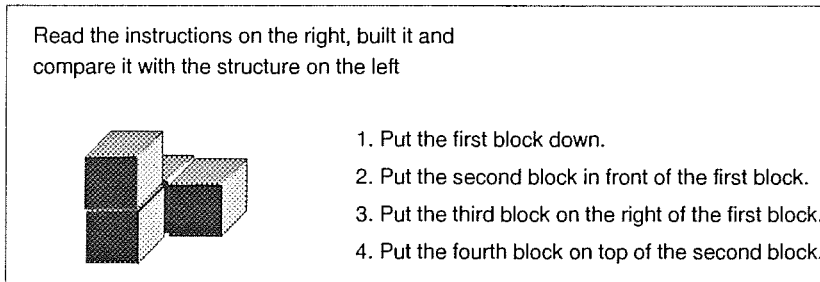 Read the instructions on the right, built it and
compare it with the structure on the left
1. Put the first block down.
2. Put the second block in front of the first block.
3. Put the third block on the right of the first block.
4. Put the fourth block on top of the second block.